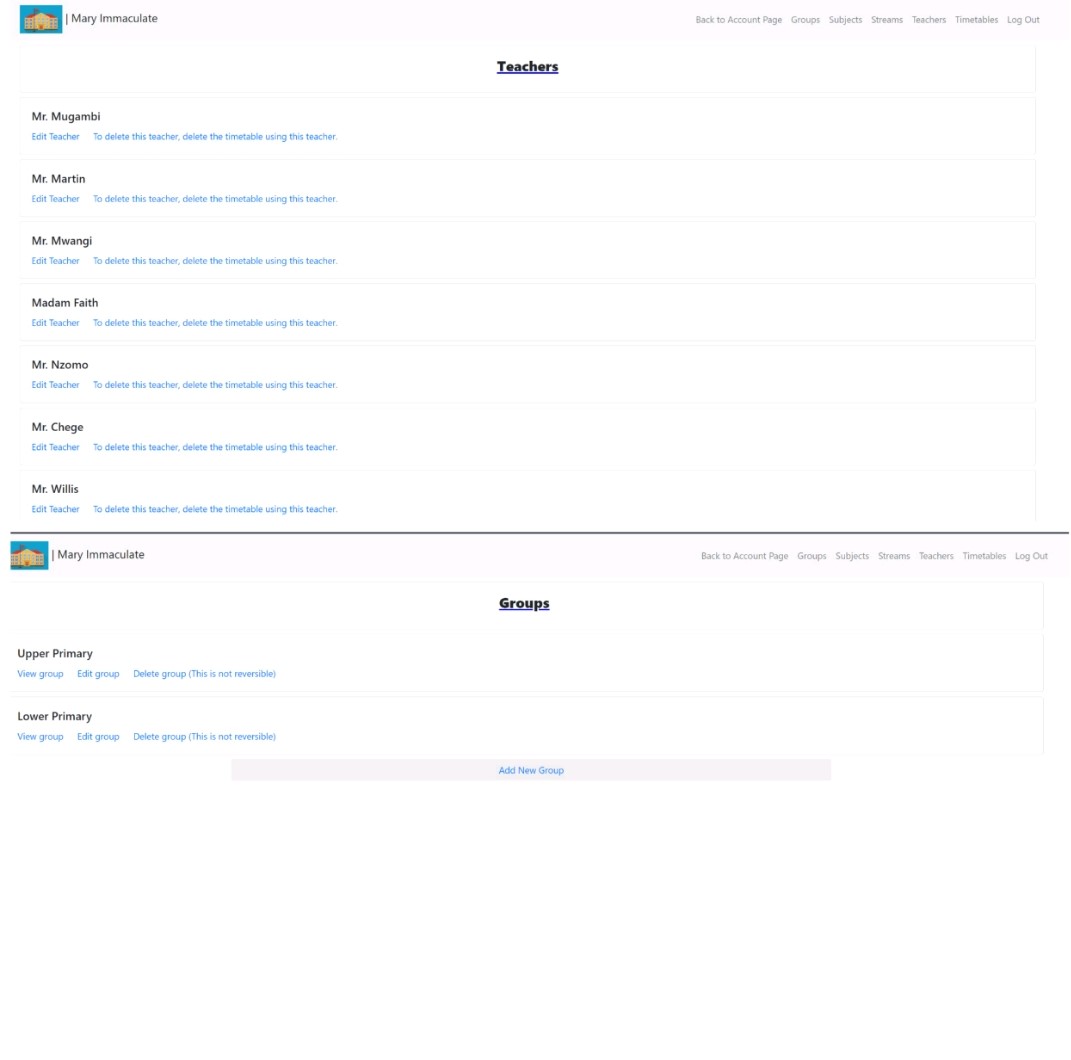 | Mary Immaculate
Back to Account Page Groups Subjects Streams Teachers Timetables Log Out
Teachers
Mr. Mugambi
Edit Teacher To delete this teacher, delete the timetable using this teacher.
Mr. Martin
Edit Teacher To delete this teacher, delete the timetable using this teacher.
Mr. Mwangi
Edit Teacher To delete this teacher, delete the timetable using this teacher.
Madam Faith
Edit Teacher To delete this teacher, delete the timetable using this teacher.
Mr. Nzomo
Edit Teacher To delete this teacher, delete the timetable using this teacher.
Mr. Chege
Edit Teacher To delete this teacher, delete the timetable using this teacher.
Mr. Willis
Edit Teacher To delete this teacher, delete the timetable using this teacher.
| Mary Immaculate
Back to Account Page Groups Subjects Streams Teachers Timetables Log Out
Groups
Upper Primary
View group Edit group Delete group (This is not reversible)
Lower Primary
View group Edit group Delete group (This is not reversible)
Add New Group